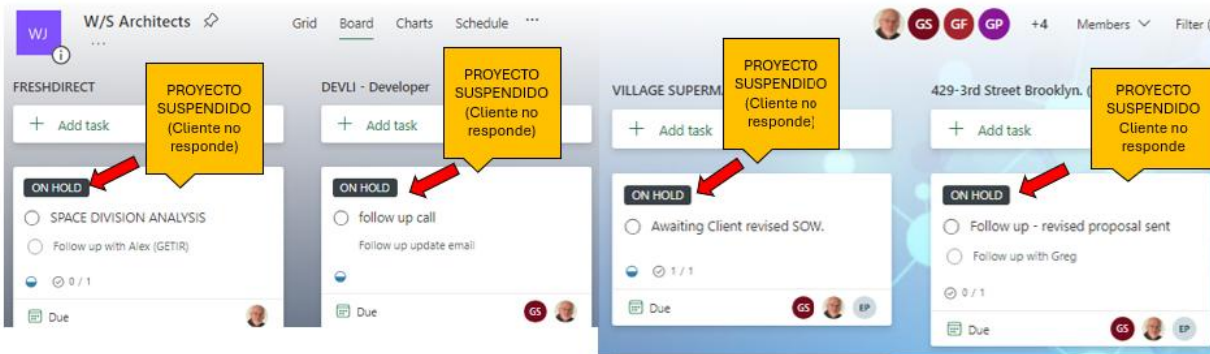 WJ
W/S Architects
...
Grid Board Charts Schedule ...
GS GF GP +4 Members Filter (
FRESHDIRECT
+ Add task
PROYECTO
SUSPENDIDO
(Cliente no
responde)
ON HOLD
SPACE DIVISION ANALYSIS
Follow up with Alex (GETIR)
0 / 1
Due
DEVLI - Developer
+ Add task
PROYECTO
SUSPENDIDO
(Cliente no
responde)
ON HOLD
follow up call
Follow up update email
Due
GS
VILLAGE SUPERM
+ Add task
PROYECTO
SUSPENDIDO
(Cliente no
responde)
ON HOLD
Awaiting Client revised SOW.
1 / 1
Due
GS EP
429-3rd Street Brooklyn. (
+ Add task
PROYECTO
SUSPENDIDO
Cliente no
responde
ON HOLD
Follow up - revised proposal sent
Follow up with Greg
0 / 1
Due
GS EP